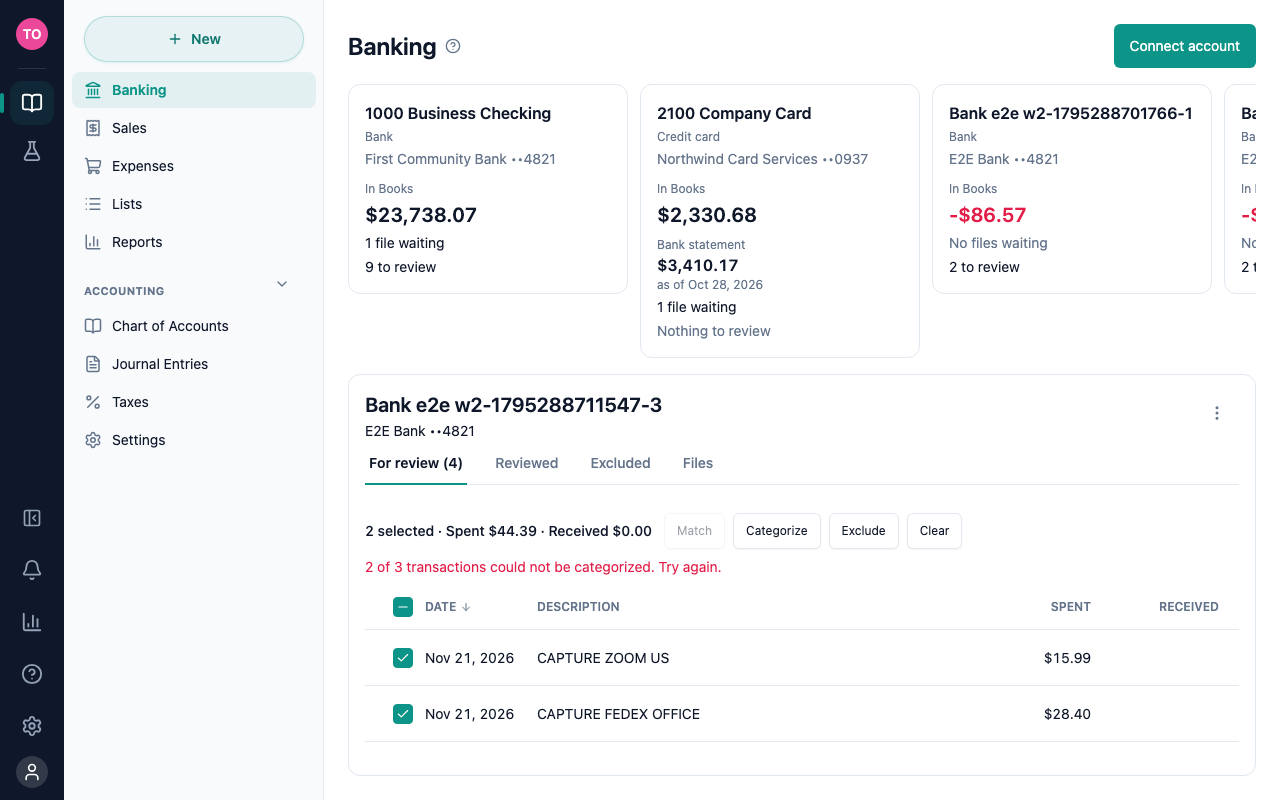 TO
New
Banking
Sales
Expenses
Lists
Reports
ACCOUNTING
Chart of Accounts
Journal Entries
Taxes
Settings
Banking
Connect account
1000 Business Checking
Bank
First Community Bank ••4821
In Books
$23,738.07
1 file waiting
9 to review
2100 Company Card
Credit card
Northwind Card Services ••0937
In Books
$2,330.68
Bank statement
$3,410.17
as of Oct 28, 2026
1 file waiting
Nothing to review
Bank e2e w2-1795288701766-1
Bank
E2E Bank ••4821
In Books
-$86.57
No files waiting
2 to review
Bank e2e w2-1795288711547-3
E2E Bank ••4821
For review (4)
Reviewed
Excluded
Files
2 selected · Spent $44.39 · Received $0.00
Match
Categorize
Exclude
Clear
2 of 3 transactions could not be categorized. Try again.
DATE ↓ DESCRIPTION SPENT RECEIVED
Nov 21, 2026 CAPTURE ZOOM US $15.99
Nov 21, 2026 CAPTURE FEDEX OFFICE $28.40